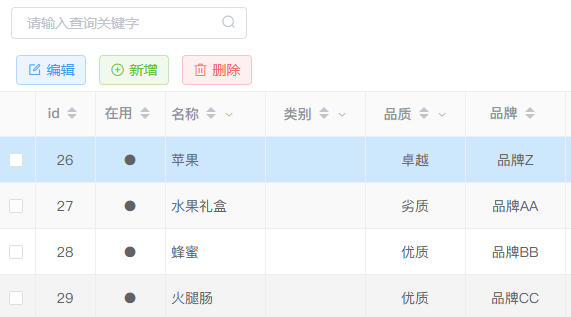 请输入查询关键字
编辑 新增 删除
id 在用 名称 类别 品质 品牌
26 ● 苹果 卓越 品牌Z
27 ● 水果礼盒 劣质 品牌AA
28 ● 蜂蜜 优质 品牌BB
29 ● 火腿肠 优质 品牌CC